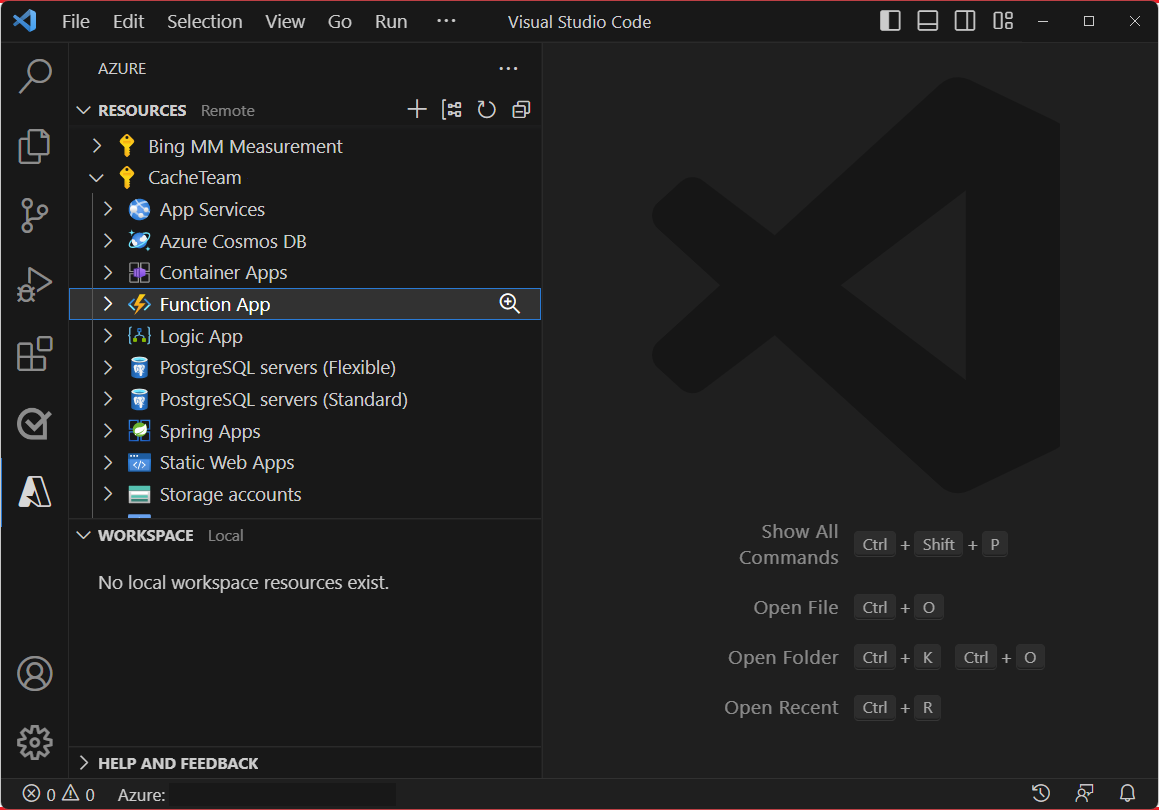 File Edit Selection View Go Run ··· Visual Studio Code
AZURE
RESOURCES Remote
Bing MM Measurement
CacheTeam
App Services
Azure Cosmos DB
Container Apps
Function App
Logic App
PostgreSQL servers (Flexible)
PostgreSQL servers (Standard)
Spring Apps
Static Web Apps
Storage accounts
WORKSPACE Local
No local workspace resources exist.
HELP AND FEEDBACK
Show All
Commands Ctrl + Shift + P
Open File Ctrl + O
Open Folder Ctrl + K Ctrl + O
Open Recent Ctrl + R
0 0 Azure: